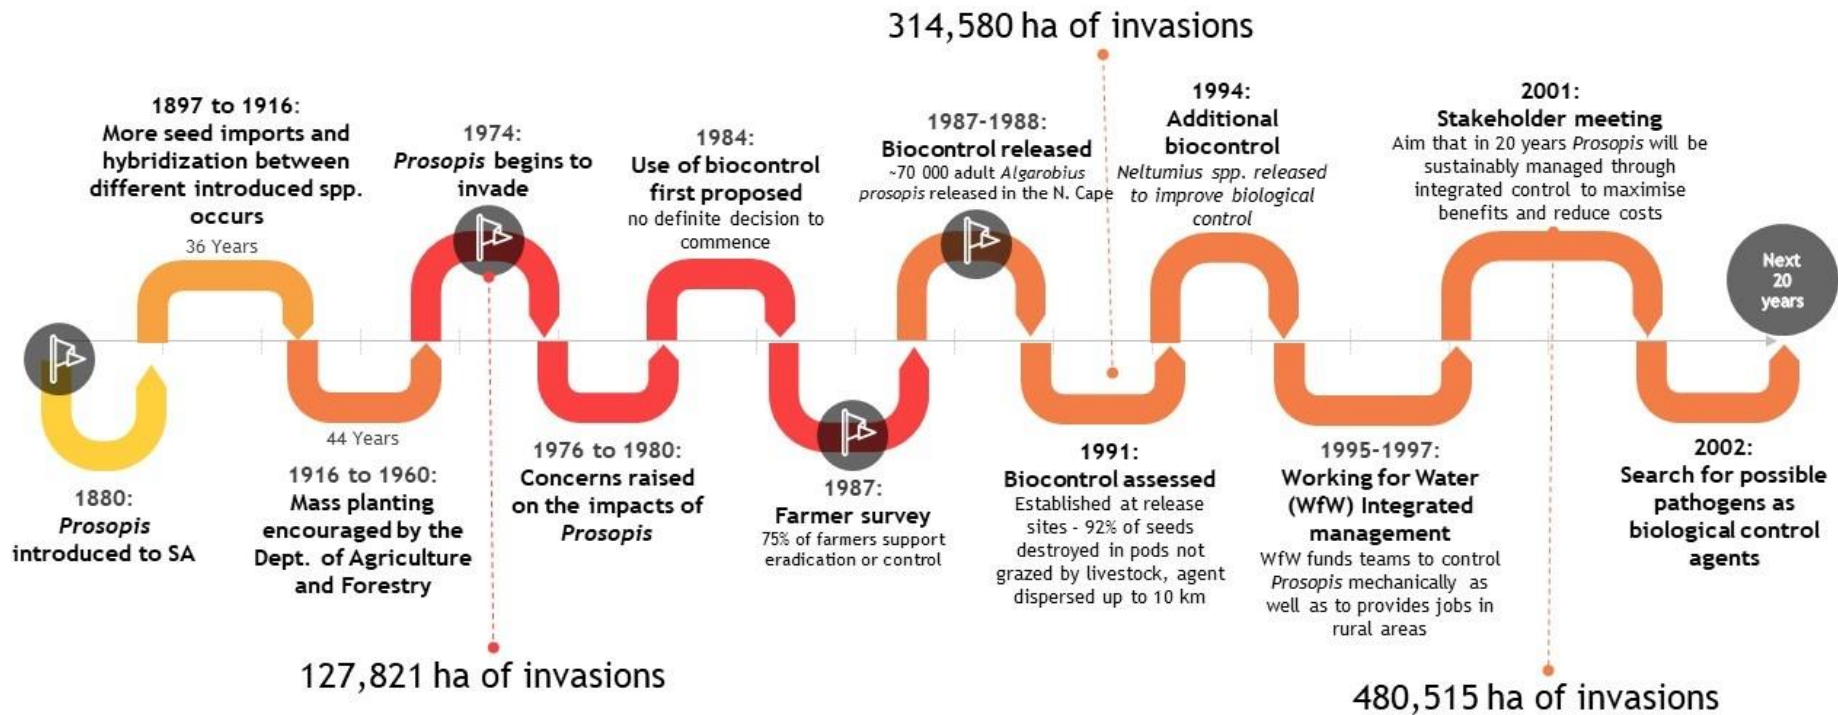 314,580 ha of invasions
1897 to 1916:
More seed imports and
hybridization between
different introduced spp.
occurs
36 Years
1974:
Prosopis begins to
invade
1984:
Use of biocontrol
first proposed
no definite decision to
commence
1987-1988:
Biocontrol released
~70 000 adult Algarobius
prosopis released in the N. Cape
1994:
Additional
biocontrol
Neltumius spp. released
to improve biological
control
2001:
Stakeholder meeting
Aim that in 20 years Prosopis will be
sustainably managed through
integrated control to maximise
benefits and reduce costs
Next
20
years
1880:
Prosopis
introduced to SA
44 Years
1916 to 1960:
Mass planting
encouraged by the
Dept. of Agriculture
and Forestry
1976 to 1980:
Concerns raised
on the impacts of
Prosopis
1987:
Farmer survey
75% of farmers support
eradication or control
1991:
Biocontrol assessed
Established at release
sites - 92% of seeds
destroyed in pods not
grazed by livestock, agent
dispersed up to 10 km
1995-1997:
Working for Water
(WfW) Integrated
management
WfW funds teams to control
Prosopis mechanically as
well as to provides jobs in
rural areas
2002:
Search for possible
pathogens as
biological control
agents
127,821 ha of invasions
480,515 ha of invasions